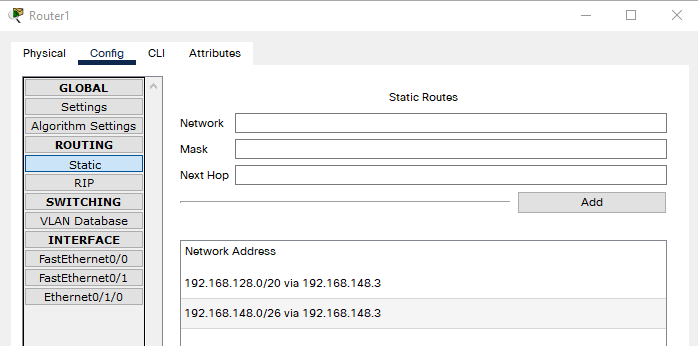 Router1
Physical Config CLI Attributes
GLOBAL
Settings
Algorithm Settings
ROUTING
Static
RIP
SWITCHING
VLAN Database
INTERFACE
FastEthernet0/0
FastEthernet0/1
Ethernet0/1/0
Static Routes
Network
Mask
Next Hop
Add
Network Address
192.168.128.0/20 via 192.168.148.3
192.168.148.0/26 via 192.168.148.3